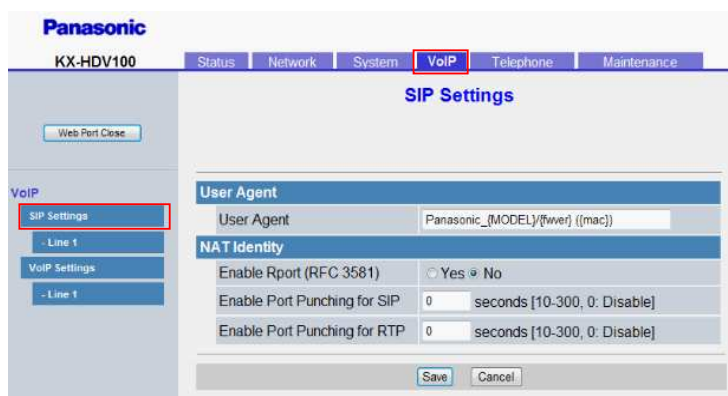 Panasonic
KX-HDV100
Status Network System VoIP Telephone Maintenance
SIP Settings
Web Port Close
VoIP
SIP Settings
- Line 1
VoIP Settings
- Line 1
User Agent
User Agent Panasonic_{MODEL}/{fwver} ({mac})
NAT Identity
Enable Rport (RFC 3581) Yes No
Enable Port Punching for SIP 0 seconds [10-300, 0: Disable]
Enable Port Punching for RTP 0 seconds [10-300, 0: Disable]
Save Cancel